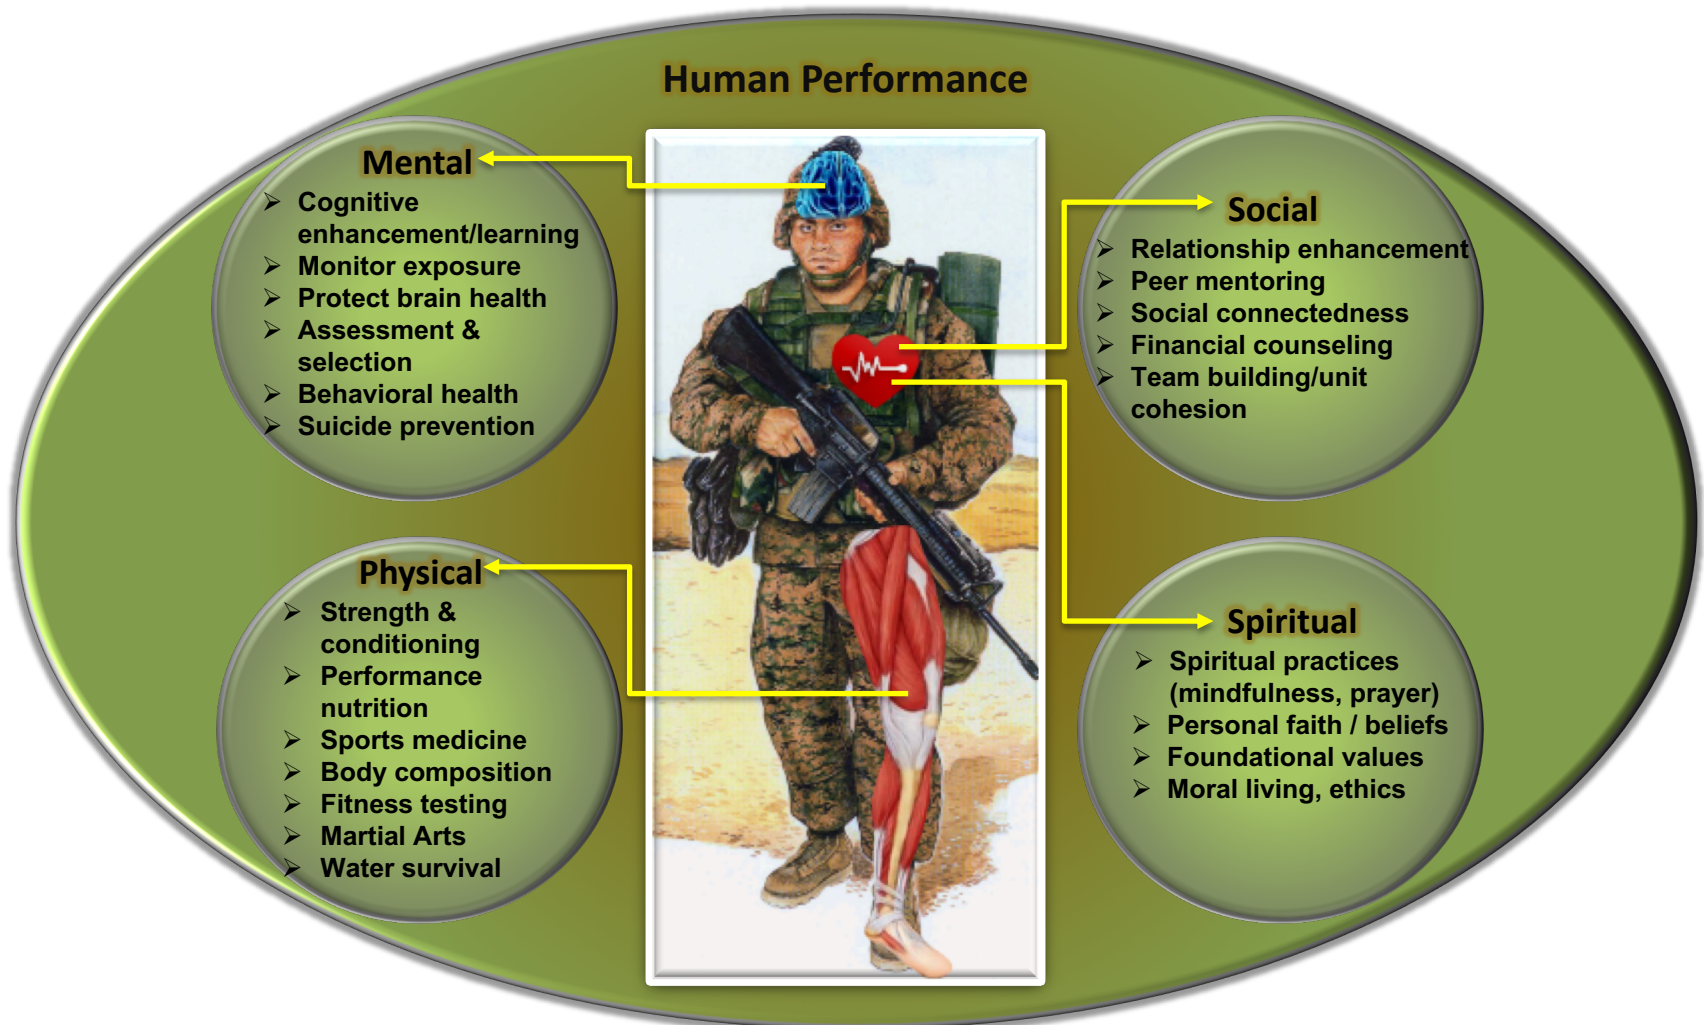 Human Performance
Mental
➢ Cognitive
enhancement/learning
➢ Monitor exposure
➢ Protect brain health
➢ Assessment &
selection
➢ Behavioral health
➢ Suicide prevention
Social
➢ Relationship enhancement
➢ Peer mentoring
➢ Social connectedness
➢ Financial counseling
➢ Team building/unit
cohesion
Physical
➢ Strength &
conditioning
➢ Performance
nutrition
➢ Sports medicine
➢ Body composition
➢ Fitness testing
➢ Martial Arts
➢ Water survival
Spiritual
➢ Spiritual practices
(mindfulness, prayer)
➢ Personal faith / beliefs
➢ Foundational values
➢ Moral living, ethics